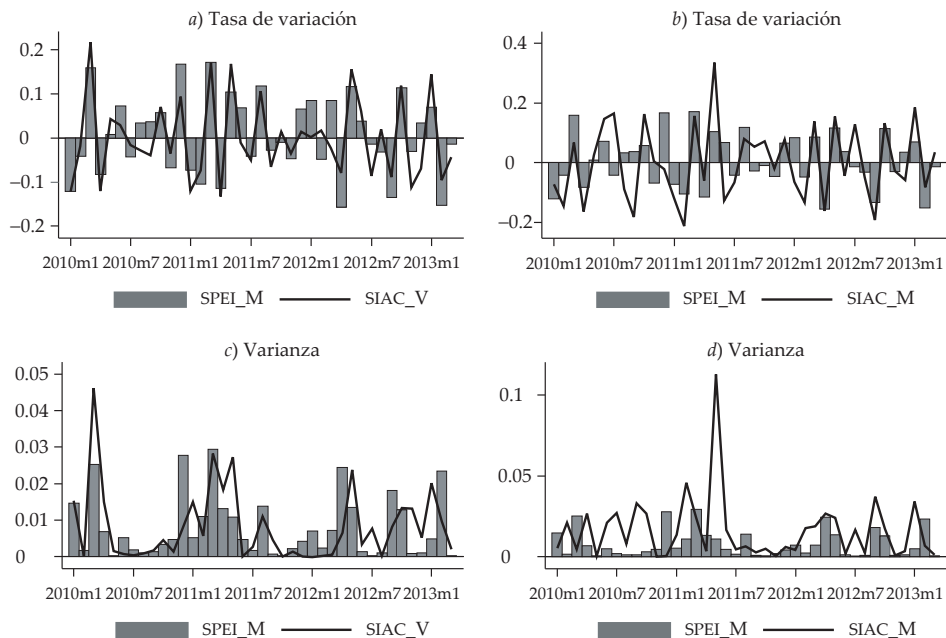 a) Tasa de variación
0.2
0.1
0
−0.1
−0.2
2010m1 2010m7 2011m1 2011m7 2012m1 2012m7 2013m1
SPEI_M SIAC_V
b) Tasa de variación
0.4
0.2
0
−0.2
2010m1 2010m7 2011m1 2011m7 2012m1 2012m7 2013m1
SPEI_M SIAC_M
c) Varianza
0.05
0.04
0.03
0.02
0.01
0
2010m1 2010m7 2011m1 2011m7 2012m1 2012m7 2013m1
SPEI_M SIAC_V
d) Varianza
0.1
0.05
0
2010m1 2010m7 2011m1 2011m7 2012m1 2012m7 2013m1
SPEI_M SIAC_M